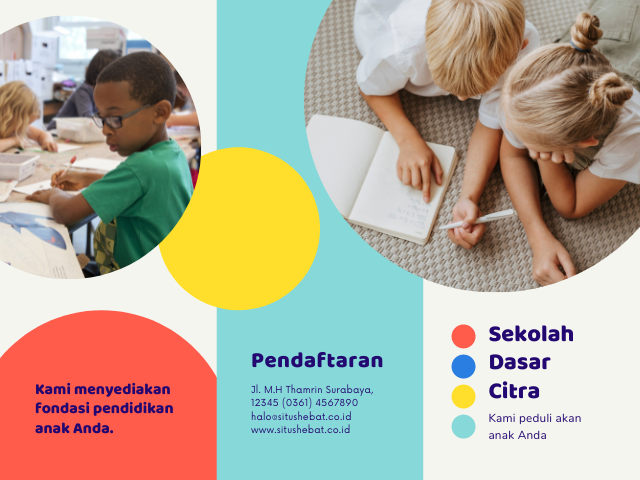 Kami menyediakan
fondasi pendidikan
anak Anda.
Pendaftaran
Jl. M.H Thamrin Surabaya,
12345 (0361) 4567890
halo@situshebat.co.id
www.situshebat.co.id
Sekolah
Dasar
Citra
Kami peduli akan
anak Anda